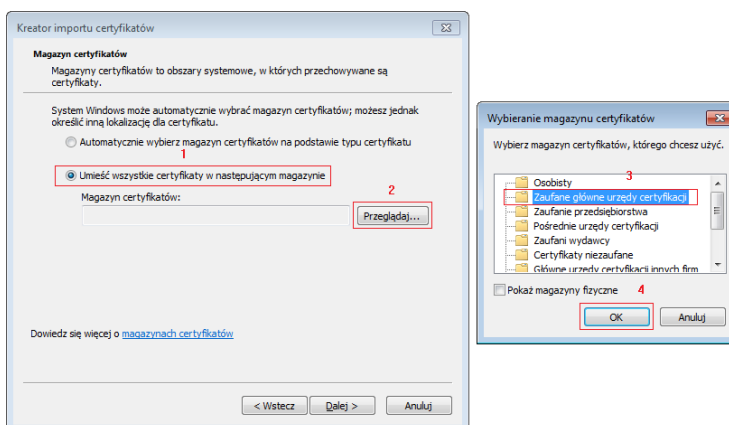 Kreator importu certyfikatów
Magazyn certyfikatów
Magazyny certyfikatów to obszary systemowe, w których przechowywane są
certyfikaty.
System Windows może automatycznie wybrać magazyn certyfikatów; możesz jednak
określić inną lokalizację dla certyfikatu.
Automatycznie wybierz magazyn certyfikatów na podstawie typu certyfikatu
1
Umieść wszystkie certyfikaty w następującym magazynie
2
Magazyn certyfikatów:
Przeglądaj...
Dowiedz się więcej o magazynach certyfikatów
< Wstecz
Dalej >
Anuluj
Wybieranie magazynu certyfikatów
Wybierz magazyn certyfikatów, którego chcesz użyć.
3
Osobisty
Zaufane główne urzędy certyfikacji
Zaufanie przedsiębiorstwa
Pośrednie urzędy certyfikacji
Zaufani wydawcy
Certyfikaty niezaufane
Główne urzędy certyfikacji innych firm
Pokaż magazyny fizyczne
4
OK
Anuluj